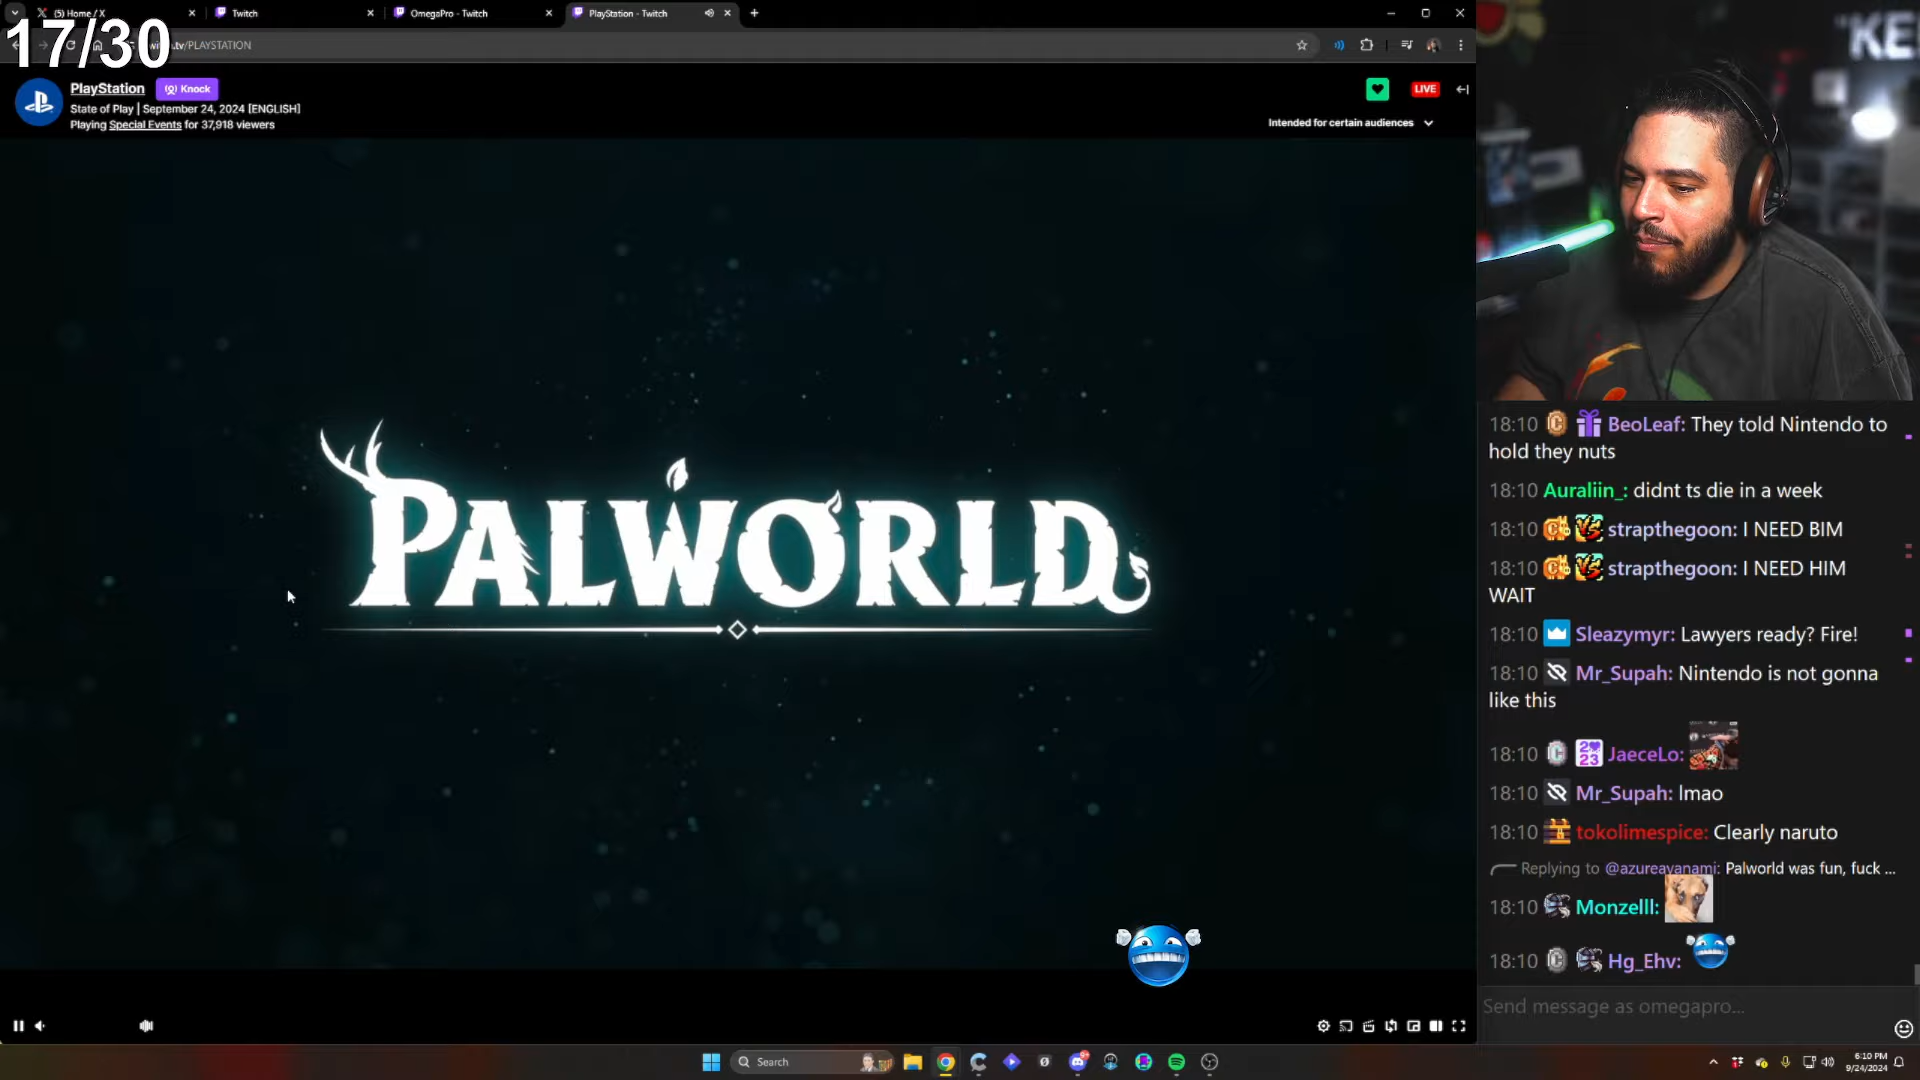 (5) Home / X
Twitch
OmegaPro - Twitch
PlayStation - Twitch
17/30
tv/PLAYSTATION
PlayStation
Knock
State of Play | September 24, 2024 [ENGLISH]
Playing Special Events for 37,918 viewers
LIVE
Intended for certain audiences
PALWORLD
"KE
18:10 BeoLeaf: They told Nintendo to
hold they nuts
18:10 Auraliin_: didnt ts die in a week
18:10 strapthegoon: I NEED BIM
18:10 strapthegoon: I NEED HIM
WAIT
18:10 Sleazymyr: Lawyers ready? Fire!
18:10 Mr_Supah: Nintendo is not gonna
like this
18:10 2 23 JaeceLo:
18:10 Mr_Supah: lmao
18:10 tokolimespice: Clearly naruto
Replying to @azureayanami: Palworld was fun, fuck ...
18:10 Monzelll:
18:10 Hg_Ehv:
Send message as omegapro...
Search
6:10 PM
9/24/2024